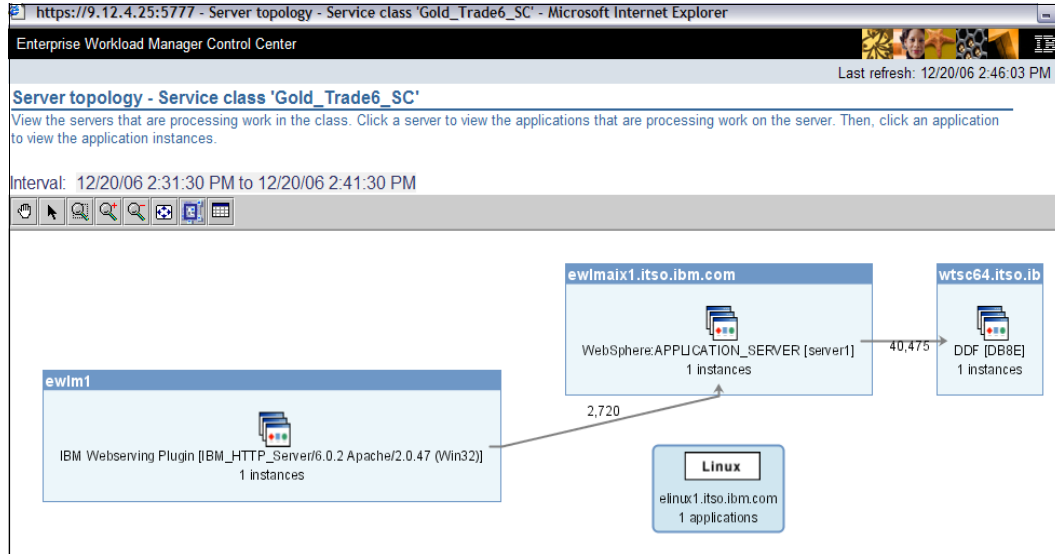 https://9.12.4.25:5777 - Server topology - Service class 'Gold_Trade6_SC' - Microsoft Internet Explorer
Enterprise Workload Manager Control Center
Last refresh: 12/20/06 2:46:03 PM
Server topology - Service class 'Gold_Trade6_SC'
View the servers that are processing work in the class. Click a server to view the applications that are processing work on the server. Then, click an application
to view the application instances.
Interval: 12/20/06 2:31:30 PM to 12/20/06 2:41:30 PM
ewlmaix1.itso.ibm.com
WebSphere:APPLICATION_SERVER [server1]
1 instances
40,475
wtsc64.itso.ib
DDF [DB8E]
1 instances
ewlm1
IBM Webserving Plugin [IBM_HTTP_Server/6.0.2 Apache/2.0.47 (Win32)]
1 instances
2,720
Linux
elinux1.itso.ibm.com
1 applications